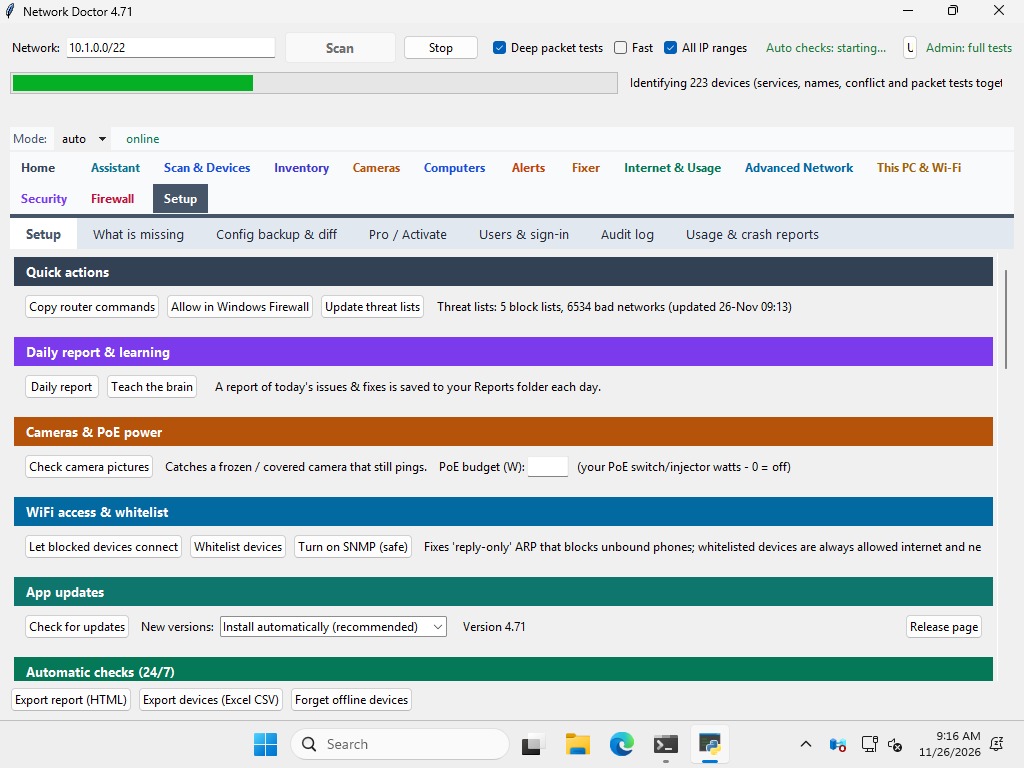 Network Doctor 4.71
Network: 10.1.0.0/22 Scan Stop Deep packet tests Fast All IP ranges Auto checks: starting... Admin: full tests
Identifying 223 devices (services, names, conflict and packet tests toget
Mode: auto online
Home Assistant Scan & Devices Inventory Cameras Computers Alerts Fixer Internet & Usage Advanced Network This PC & Wi-Fi
Security Firewall Setup
Setup What is missing Config backup & diff Pro / Activate Users & sign-in Audit log Usage & crash reports
Quick actions
Copy router commands Allow in Windows Firewall Update threat lists Threat lists: 5 block lists, 6534 bad networks (updated 26-Nov 09:13)
Daily report & learning
Daily report Teach the brain A report of today's issues & fixes is saved to your Reports folder each day.
Cameras & PoE power
Check camera pictures Catches a frozen / covered camera that still pings. PoE budget (W): (your PoE switch/injector watts - 0 = off)
WiFi access & whitelist
Let blocked devices connect Whitelist devices Turn on SNMP (safe) Fixes 'reply-only' ARP that blocks unbound phones; whitelisted devices are always allowed internet and ne
App updates
Check for updates New versions: Install automatically (recommended) Version 4.71 Release page
Automatic checks (24/7)
Export report (HTML) Export devices (Excel CSV) Forget offline devices
Search
9:16 AM
11/26/2026